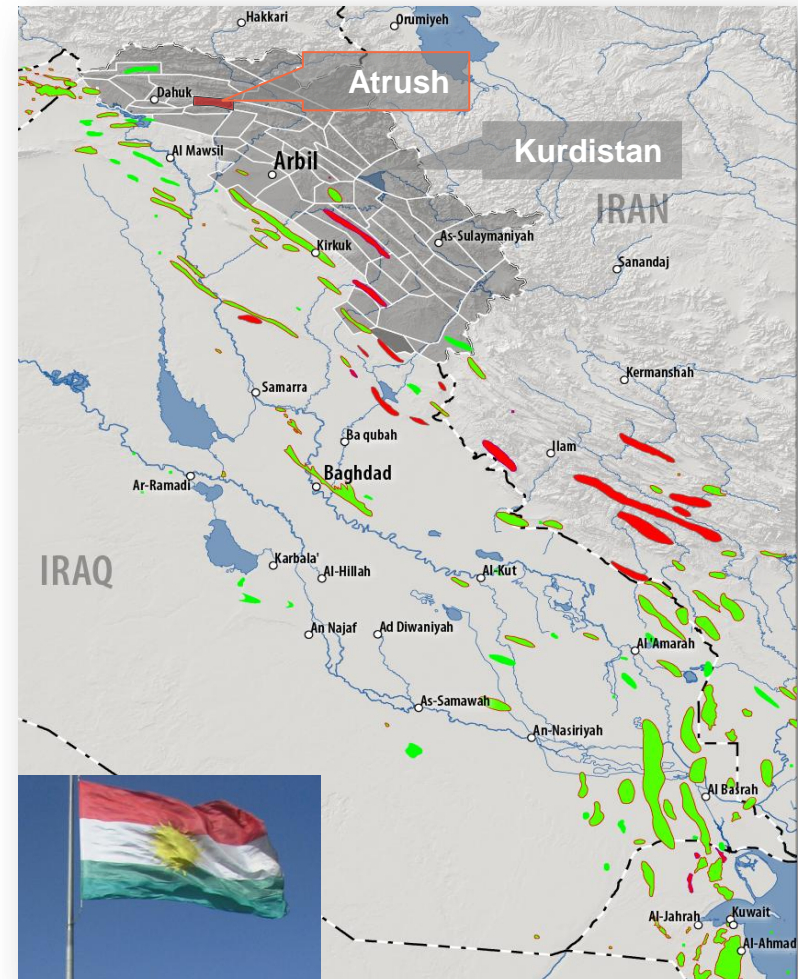 Hakkari
Orumiyeh
Atrush
Dahuk
Al Mawsil
Arbil
Kurdistan
IRAN
Kirkuk
As-Sulaymaniyah
Sanandaj
Samarra
Kermanshah
Ba qubah
Ilam
Ar-Ramadi
Baghdad
IRAQ
Karbala'
Al-Hillah
Al-Kut
An Najaf
Ad Diwaniyah
Al 'Amarah
As-Samawah
An-Nasiriyah
Al Basrah
Al-Jahrah
Kuwait
Al-Ahmad